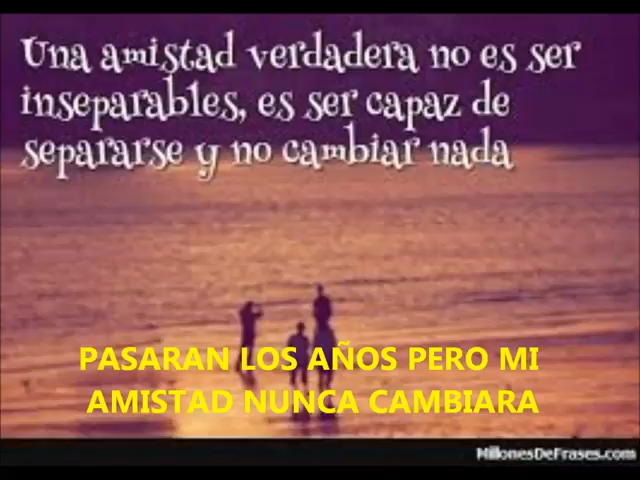 Una amistad verdadera no es ser
inseparables, es ser capaz de
separarse y no cambiar nada
PASARAN LOS AÑOS PERO MI
AMISTAD NUNCA CAMBIARA
MillonesDeFrases.com